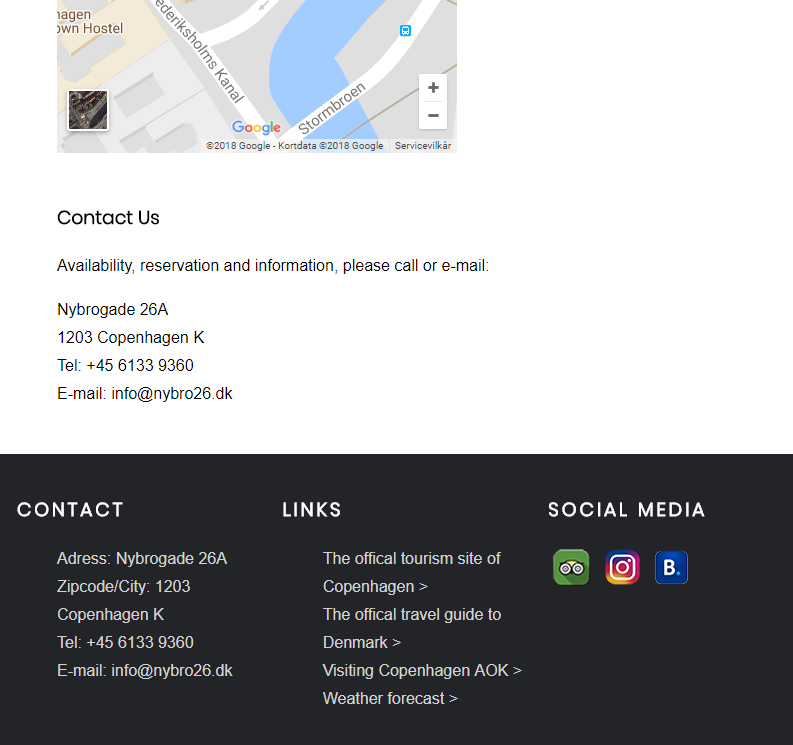 hagen
own Hostel
ederiksholms Kanal
Stormbroen
+
−
Google
©2018 Google - Kortdata ©2018 Google
Servicevilkår
Contact Us
Availability, reservation and information, please call or e-mail:
Nybrogade 26A
1203 Copenhagen K
Tel: +45 6133 9360
E-mail: info@nybro26.dk
CONTACT
Adress: Nybrogade 26A
Zipcode/City: 1203
Copenhagen K
Tel: +45 6133 9360
E-mail: info@nybro26.dk
LINKS
The offical tourism site of
Copenhagen >
The offical travel guide to
Denmark >
Visiting Copenhagen AOK >
Weather forecast >
SOCIAL MEDIA
B.